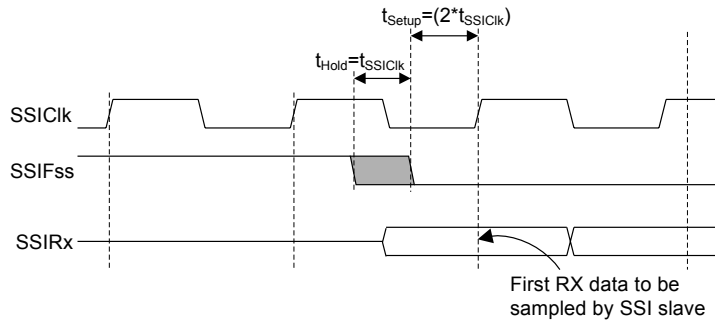 tSetup=(2*tSSIClk)
tHold=tSSIClk
SSIClk
SSIFss
SSIRx
First RX data to be
sampled by SSI slave